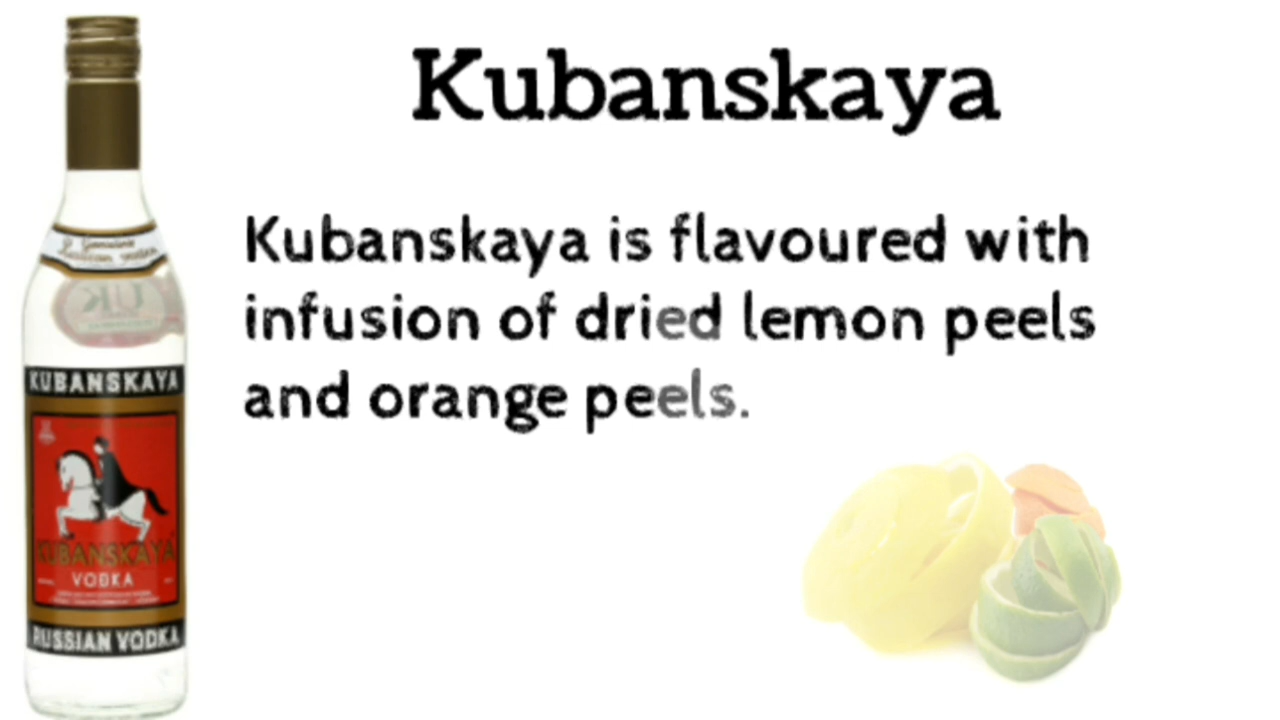 Kubanskaya
Kubanskaya is flavoured with
infusion of dried lemon peels
and orange peels.
KUBANSKAYA
KUBANSKAYA
VODKA
RUSSIAN VODKA